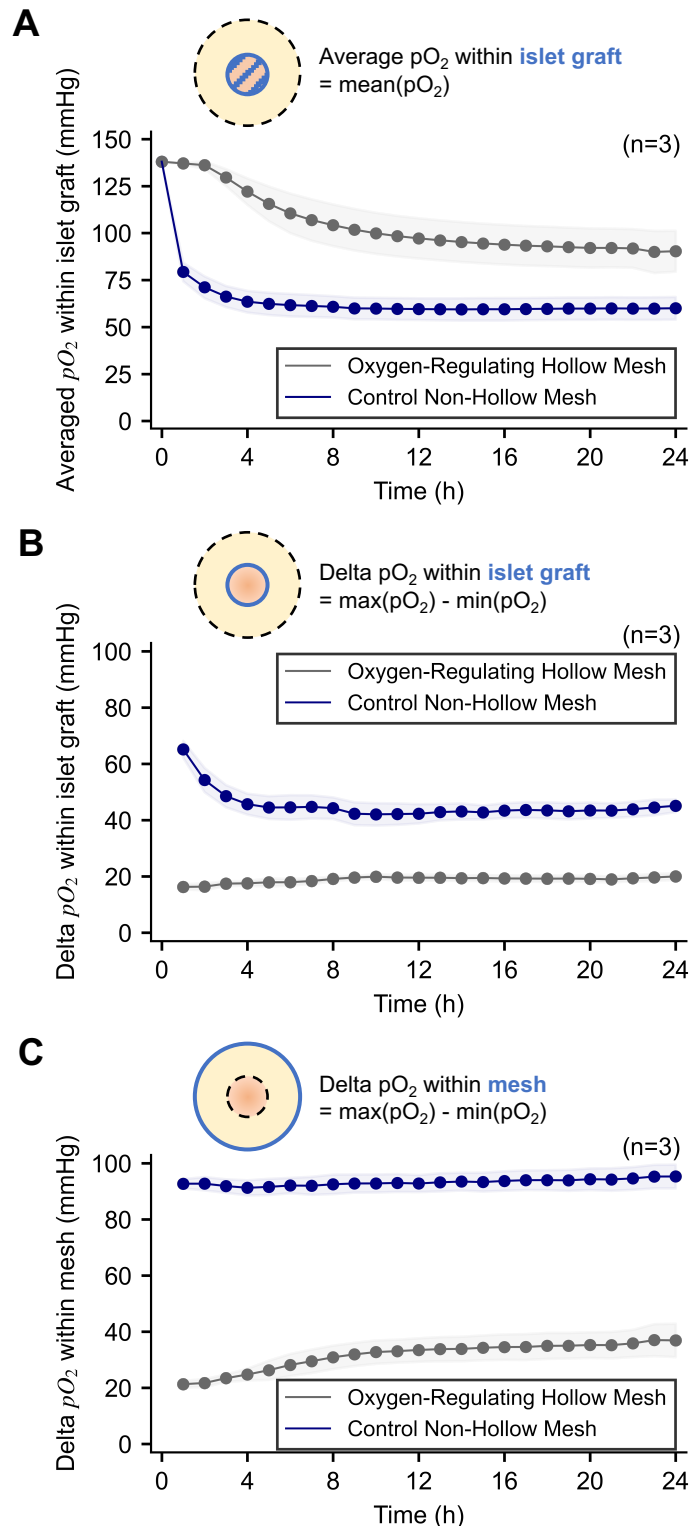 A
Average pO₂ within islet graft
= mean(pO₂)
(n=3)
Averaged pO₂ within islet graft (mmHg)
150
125
100
75
50
25
0
Oxygen-Regulating Hollow Mesh
Control Non-Hollow Mesh
0 4 8 12 16 20 24
Time (h)
B
Delta pO₂ within islet graft
= max(pO₂) - min(pO₂)
(n=3)
Delta pO₂ within islet graft (mmHg)
100
80
60
40
20
0
Oxygen-Regulating Hollow Mesh
Control Non-Hollow Mesh
0 4 8 12 16 20 24
Time (h)
C
Delta pO₂ within mesh
= max(pO₂) - min(pO₂)
(n=3)
Delta pO₂ within mesh (mmHg)
100
80
60
40
20
0
Oxygen-Regulating Hollow Mesh
Control Non-Hollow Mesh
0 4 8 12 16 20 24
Time (h)